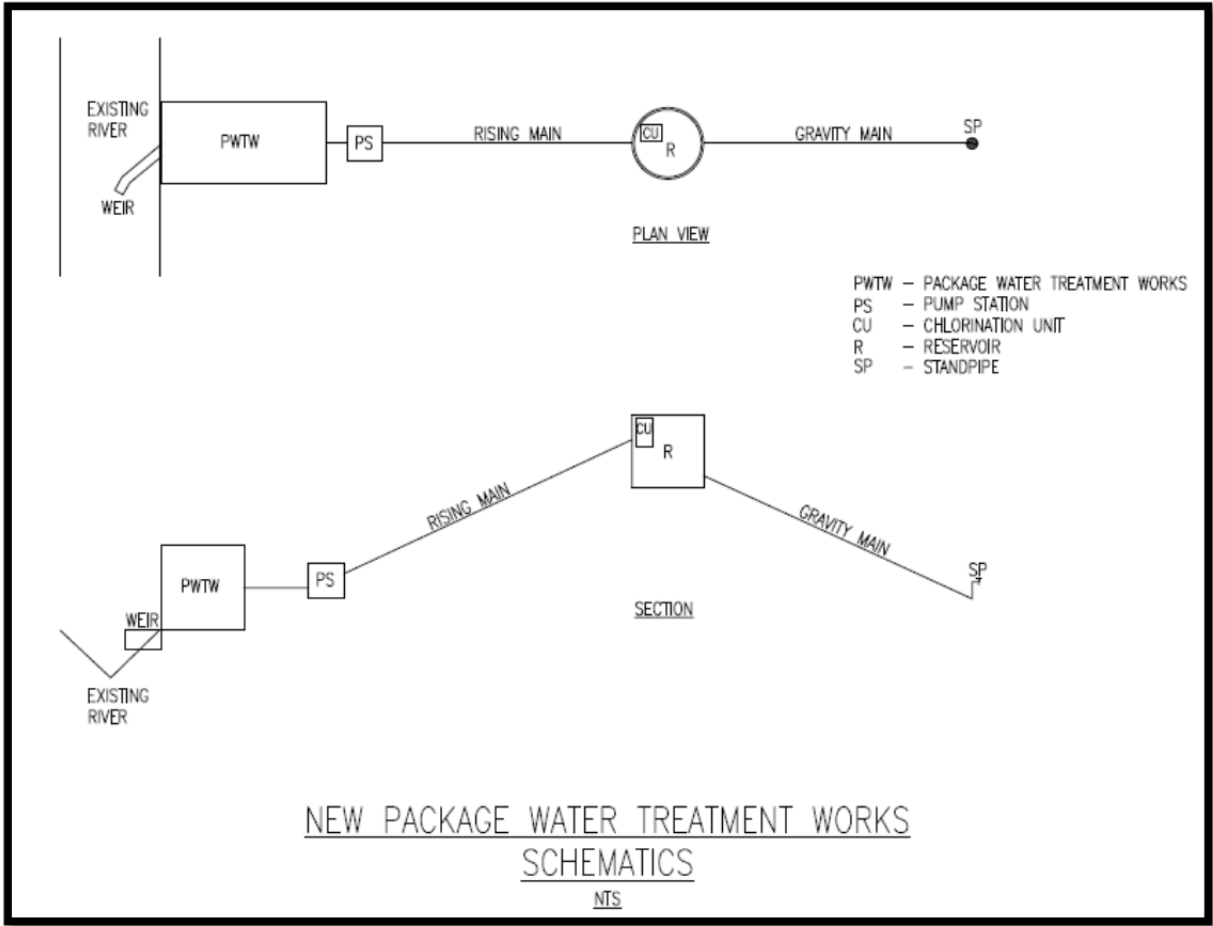 EXISTING
RIVER
PWTW
PS
RISING MAIN
CU
R
GRAVITY MAIN
SP
WEIR
PLAN VIEW
PWTW – PACKAGE WATER TREATMENT WORKS
PS – PUMP STATION
CU – CHLORINATION UNIT
R – RESERVOIR
SP – STANDPIPE
CU
R
RISING MAIN
GRAVITY MAIN
SP
PWTW
PS
WEIR
SECTION
EXISTING
RIVER
NEW PACKAGE WATER TREATMENT WORKS
SCHEMATICS
NTS